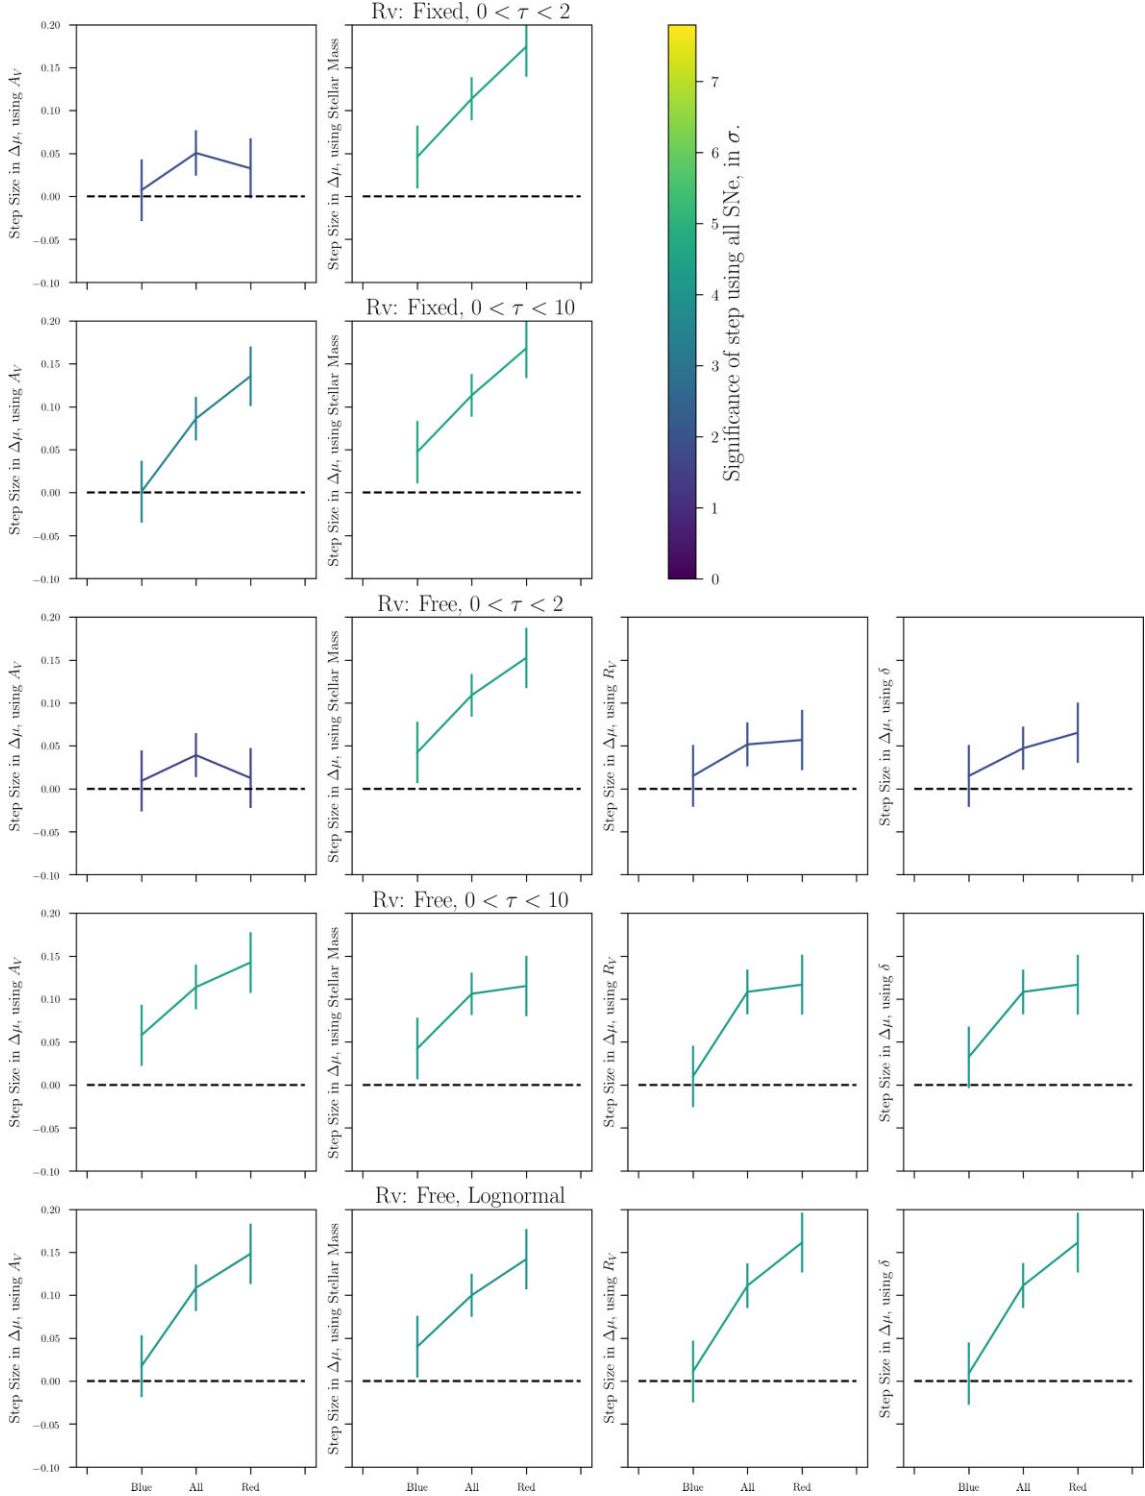 Rv: Fixed, 0 < τ < 2
0.20
0.15
0.10
0.05
0.00
−0.05
−0.10
Step Size in Δμ, using A_V
Step Size in Δμ, using Stellar Mass
7
6
5
4
3
2
1
0
Significance of step using all SNe, in σ.
Rv: Fixed, 0 < τ < 10
0.20
0.15
0.10
0.05
0.00
−0.05
−0.10
Step Size in Δμ, using A_V
Step Size in Δμ, using Stellar Mass
Rv: Free, 0 < τ < 2
0.20
0.15
0.10
0.05
0.00
−0.05
−0.10
Step Size in Δμ, using A_V
Step Size in Δμ, using Stellar Mass
Step Size in Δμ, using R_V
Step Size in Δμ, using δ
Rv: Free, 0 < τ < 10
0.20
0.15
0.10
0.05
0.00
−0.05
−0.10
Step Size in Δμ, using A_V
Step Size in Δμ, using Stellar Mass
Step Size in Δμ, using R_V
Step Size in Δμ, using δ
Rv: Free, Lognormal
0.20
0.15
0.10
0.05
0.00
−0.05
−0.10
Step Size in Δμ, using A_V
Step Size in Δμ, using Stellar Mass
Step Size in Δμ, using R_V
Step Size in Δμ, using δ
Blue All Red
Blue All Red
Blue All Red
Blue All Red